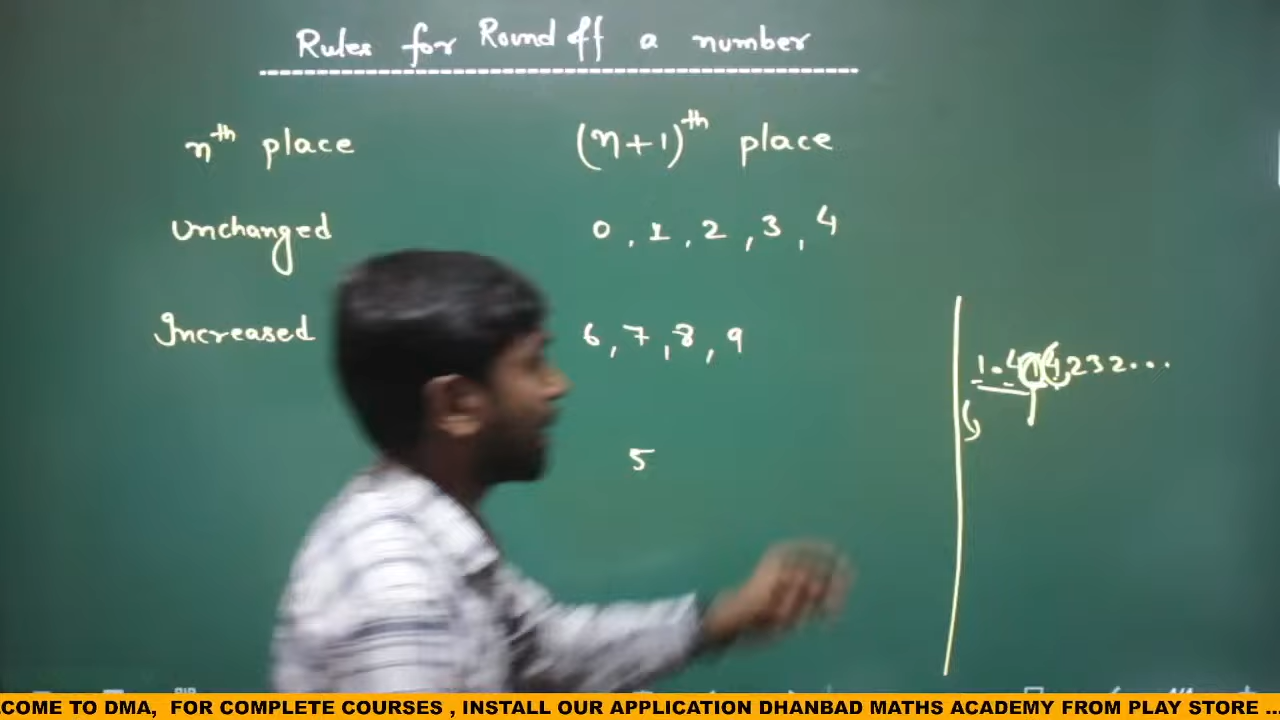 Rules for Round off a number
nth place (n+1)th place
Unchanged 0, 1, 2, 3, 4
Increased 6, 7, 8, 9
1.4 4232...
5
COME TO DMA, FOR COMPLETE COURSES , INSTALL OUR APPLICATION DHANBAD MATHS ACADEMY FROM PLAY STORE ...